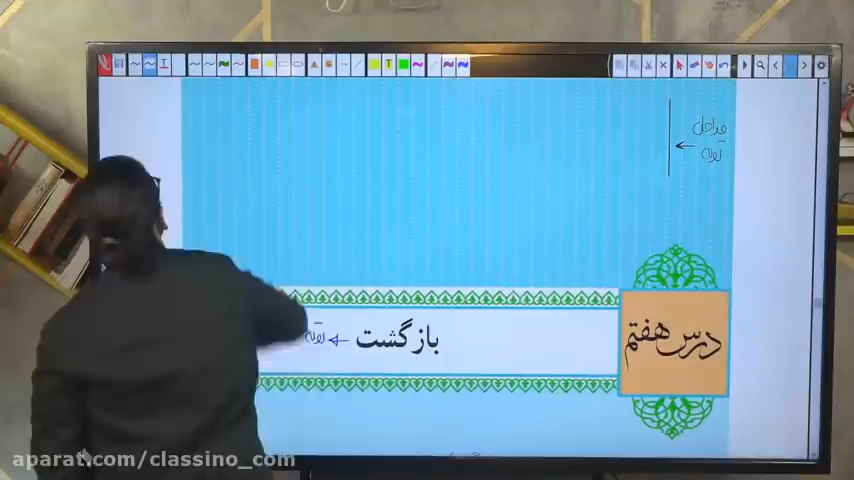 مراحل
توبه
درس هفتم
بازگشت
توبه
aparat.com/classino_com